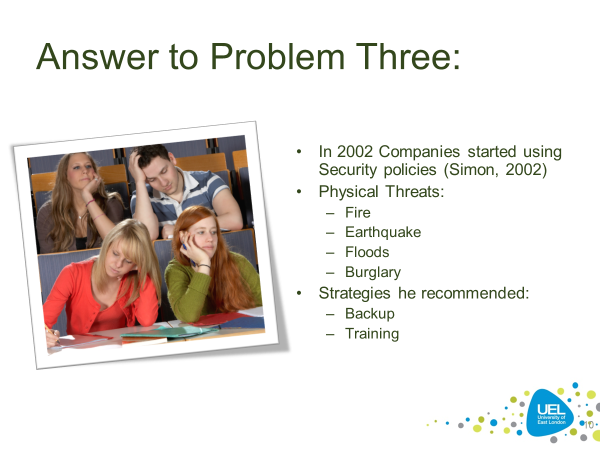 Answer to Problem Three:
• In 2002 Companies started using
Security policies (Simon, 2002)
• Physical Threats:
– Fire
– Earthquake
– Floods
– Burglary
• Strategies he recommended:
– Backup
– Training
UEL
University of
East London
10